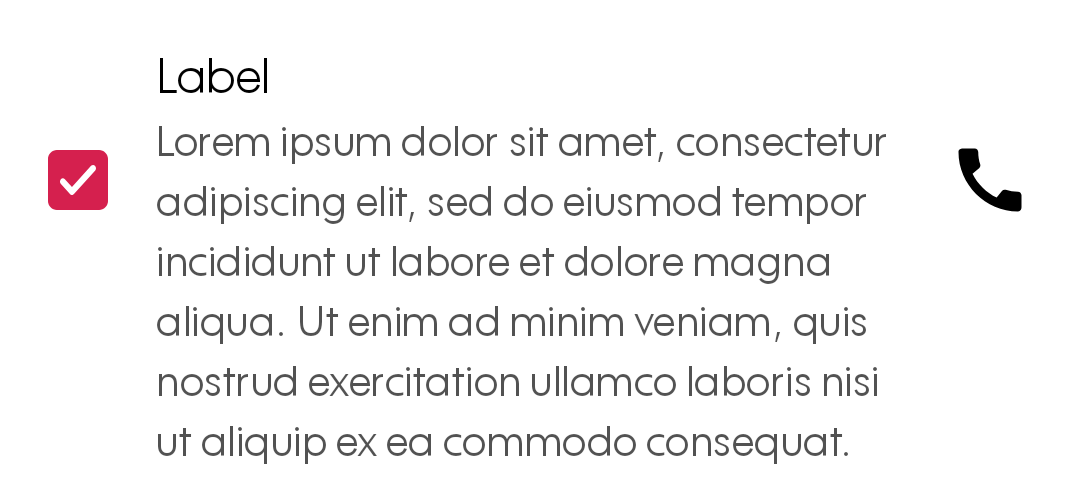 Label
Lorem ipsum dolor sit amet, consectetur
adipiscing elit, sed do eiusmod tempor
incididunt ut labore et dolore magna
aliqua. Ut enim ad minim veniam, quis
nostrud exercitation ullamco laboris nisi
ut aliquip ex ea commodo consequat.